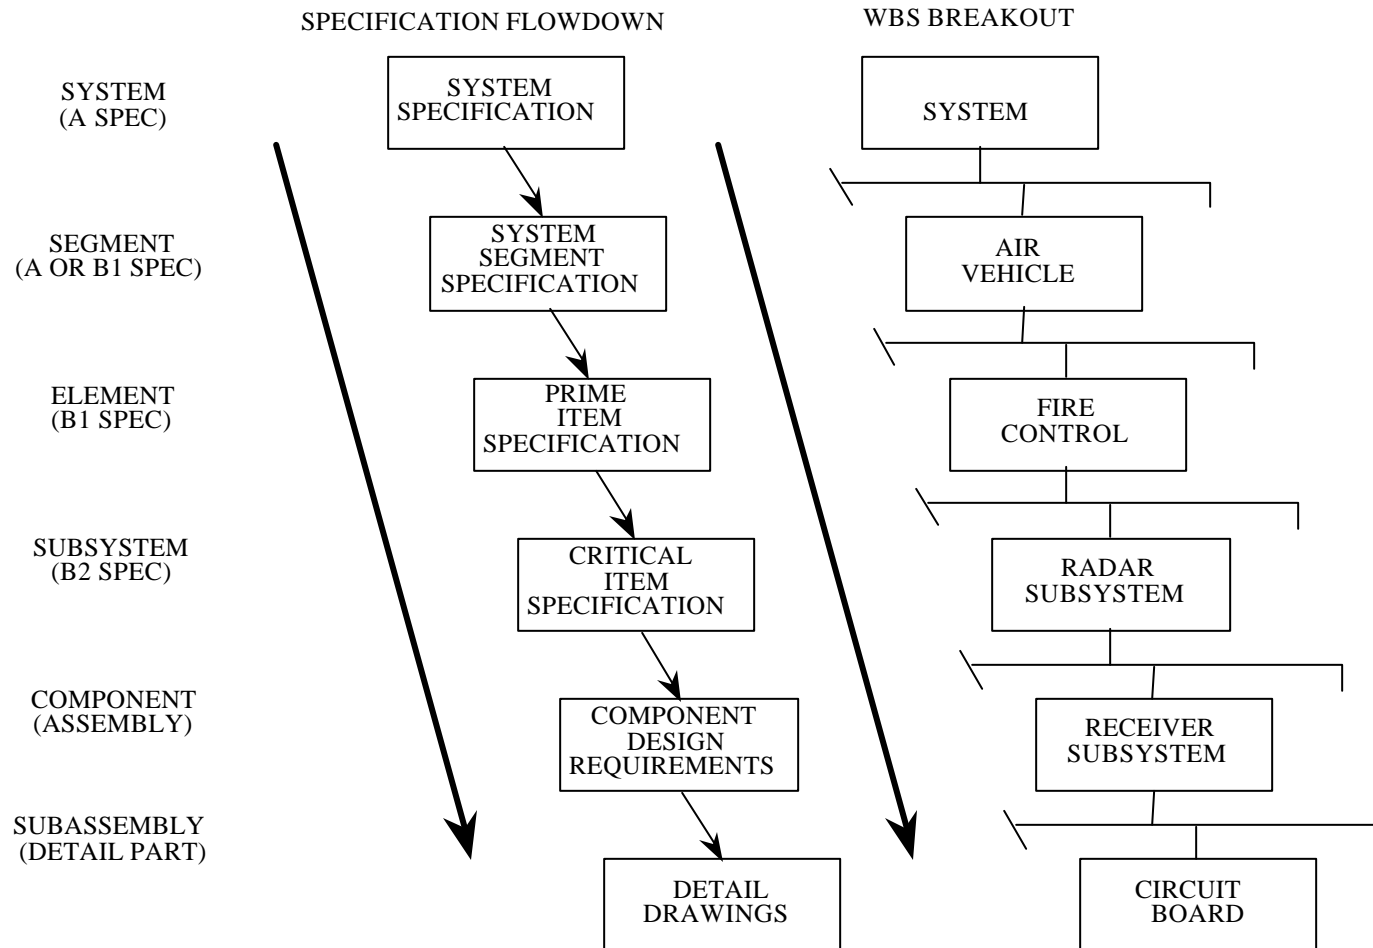 SPECIFICATION FLOWDOWN
WBS BREAKOUT
SYSTEM
(A SPEC)
SYSTEM
SPECIFICATION
SYSTEM
SEGMENT
(A OR B1 SPEC)
SYSTEM
SEGMENT
SPECIFICATION
AIR
VEHICLE
ELEMENT
(B1 SPEC)
PRIME
ITEM
SPECIFICATION
FIRE
CONTROL
SUBSYSTEM
(B2 SPEC)
CRITICAL
ITEM
SPECIFICATION
RADAR
SUBSYSTEM
COMPONENT
(ASSEMBLY)
COMPONENT
DESIGN
REQUIREMENTS
RECEIVER
SUBSYSTEM
SUBASSEMBLY
(DETAIL PART)
DETAIL
DRAWINGS
CIRCUIT
BOARD